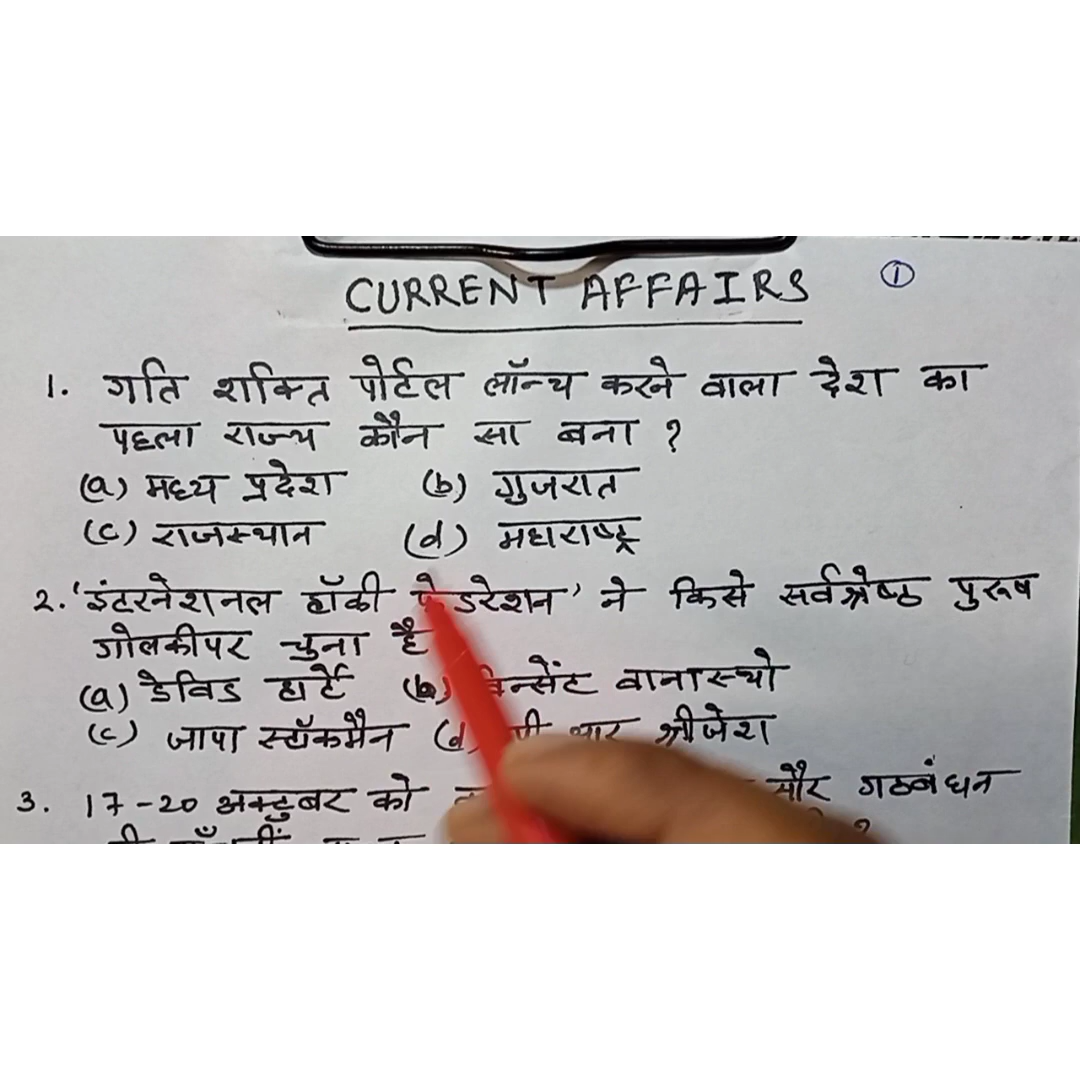 CURRENT AFFAIRS ①
1. गति शक्ति पोर्टल लॉन्च करने वाला देश का
पहला राज्य कौन सा बना ?
(a) मध्य प्रदेश (b) गुजरात
(c) राजस्थान (d) महाराष्ट्र
2. 'इंटरनेशनल हॉकी फेडरेशन' ने किसे सर्वश्रेष्ठ पुरूष
गोलकीपर चुना है
(a) डेविड हार्टे (b) विन्सेंट वानास्थो
(c) जापा स्टॉकमैन (d) पी आर श्रीजेश
3. 17-20 अक्टुबर को सौर गठबंधन